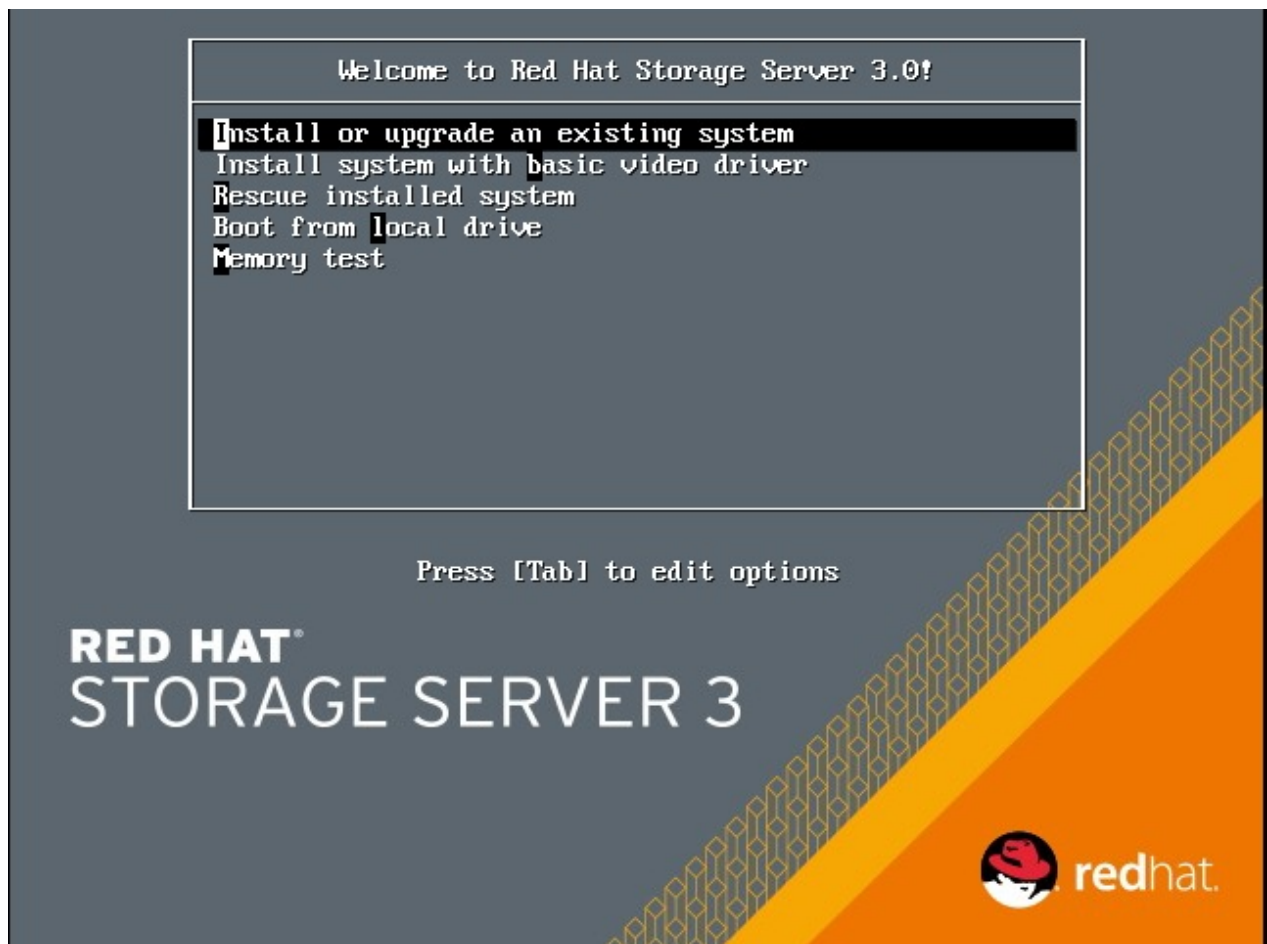 Welcome to Red Hat Storage Server 3.0!
Install or upgrade an existing system
Install system with basic video driver
Rescue installed system
Boot from local drive
Memory test
Press [Tab] to edit options
RED HAT®
STORAGE SERVER 3
redhat.